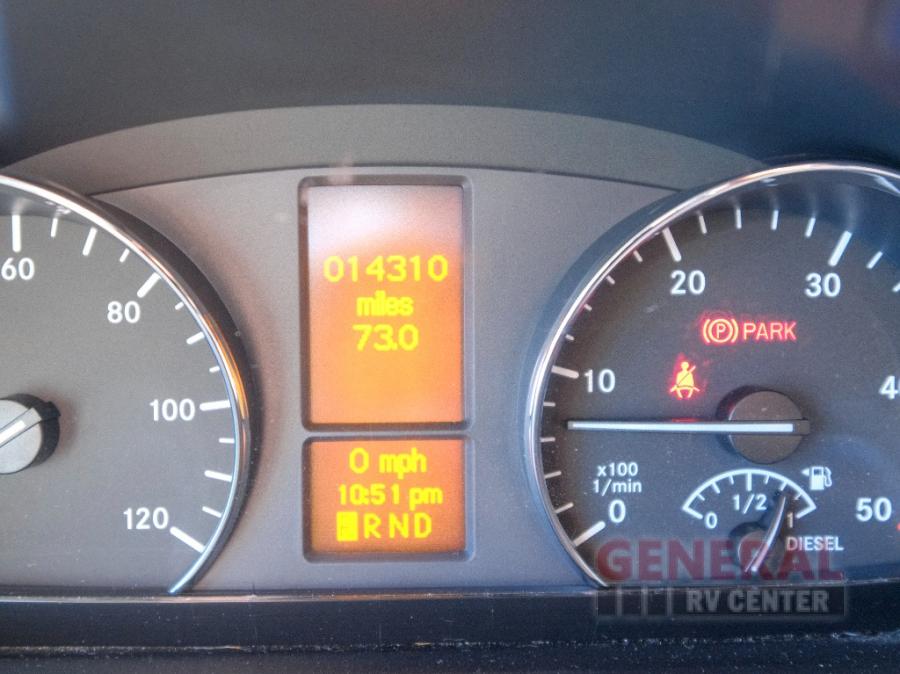 60
80
100
120
014310
miles
73.0
0 mph
10:51 pm
P R N D
0
10
20
30
40
50
x100
1/min
(P) PARK
0
1/2
1
DIESEL
GENERAL
RV CENTER